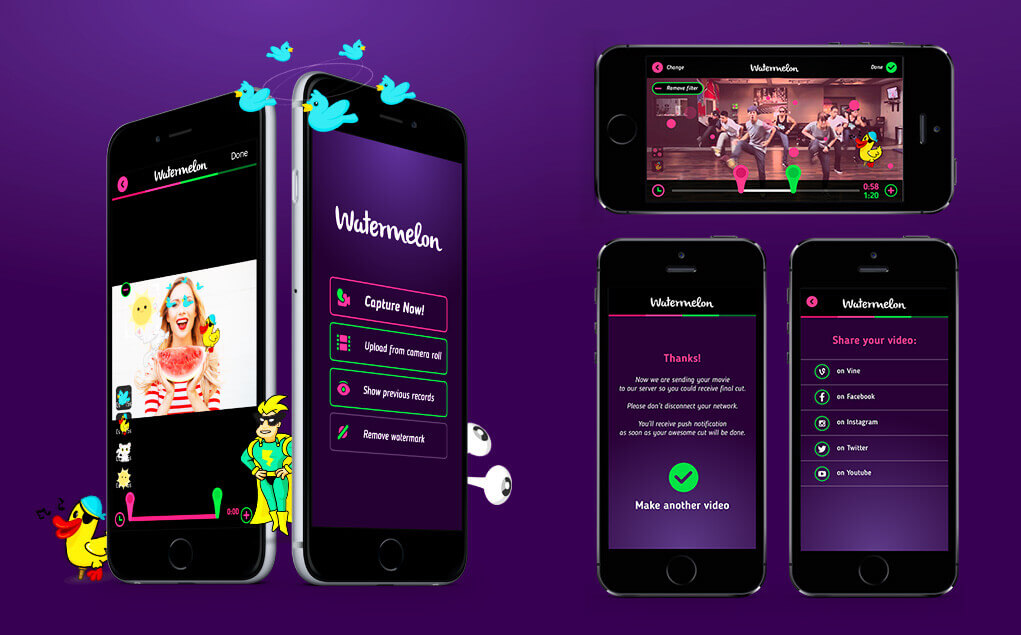 Watermelon
Done
0:00
Watermelon
Capture Now!
Upload from camera roll
Show previous records
Remove watermark
Change
Watermelon
Done
Remove filter
0:58
1:20
Watermelon
Thanks!
Now we are sending your movie
to our server so you could receive final cut.
Please don't disconnect your network.
You'll receive push notification
as soon as your awesome cut will be done.
Make another video
Watermelon
Share your video:
on Vine
on Facebook
on Instagram
on Twitter
on Youtube